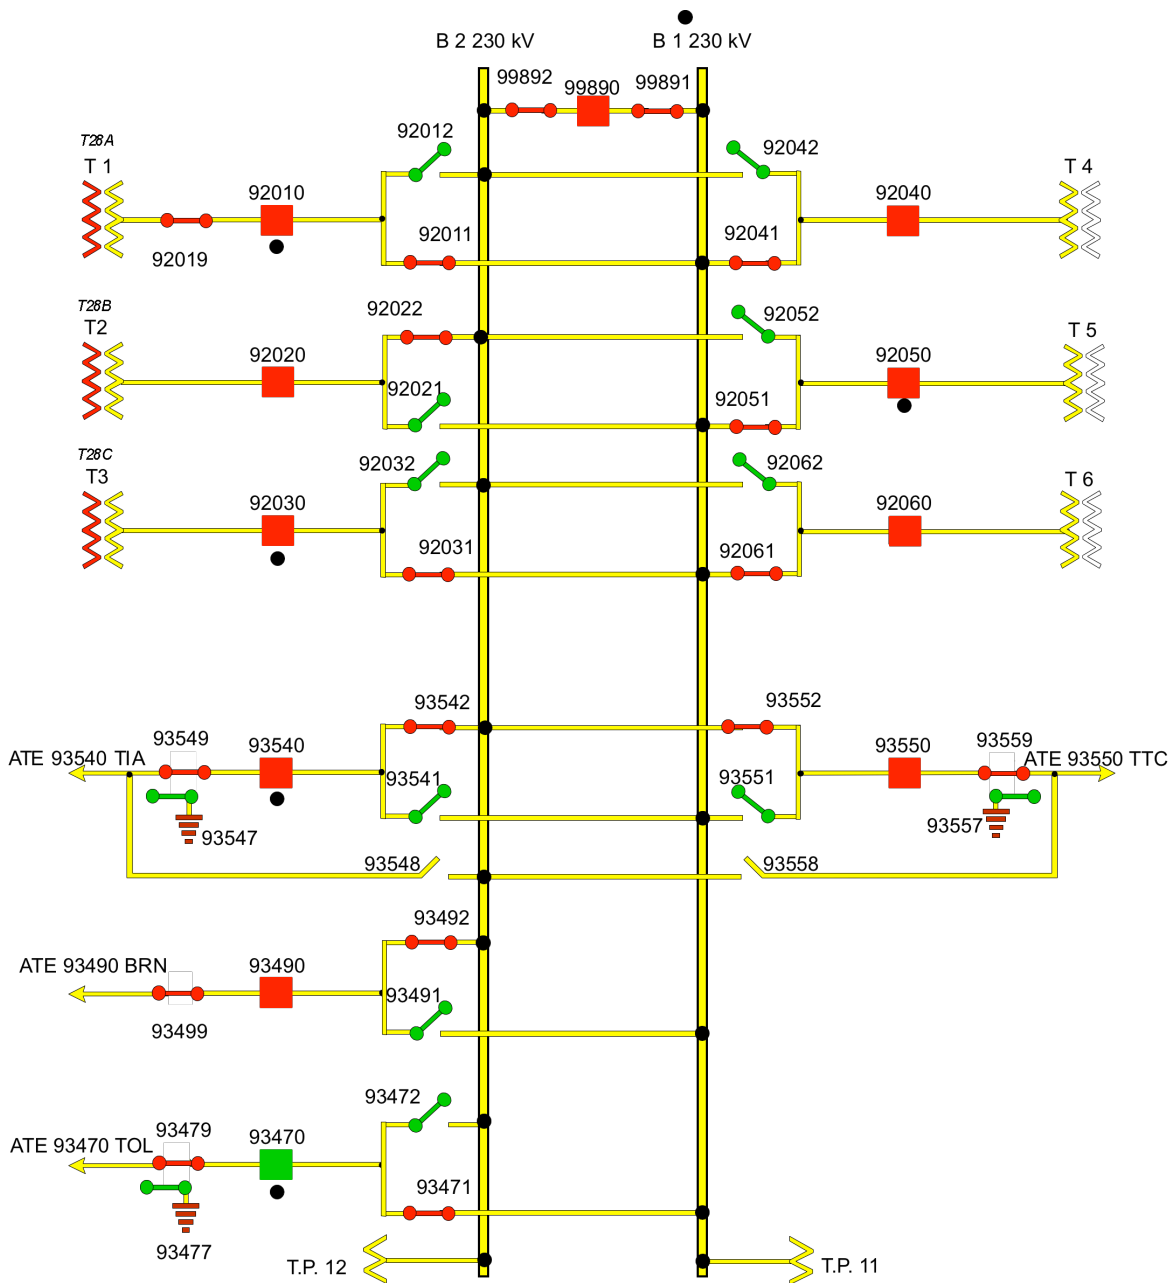 B 2 230 kV
B 1 230 kV
99892
99890
99891
T28A
T 1
92012
92042
T 4
92010
92040
92019
92011
92041
T28B
T2
92022
92052
T 5
92020
92050
92021
92051
T28C
T3
92032
92062
T 6
92030
92060
92031
92061
93542
93552
ATE 93540 TIA
93549
93540
93550
93559
ATE 93550 TTC
93541
93551
93547
93557
93548
93558
93492
ATE 93490 BRN
93490
93491
93499
93472
ATE 93470 TOL
93479
93470
93471
93477
T.P. 12
T.P. 11